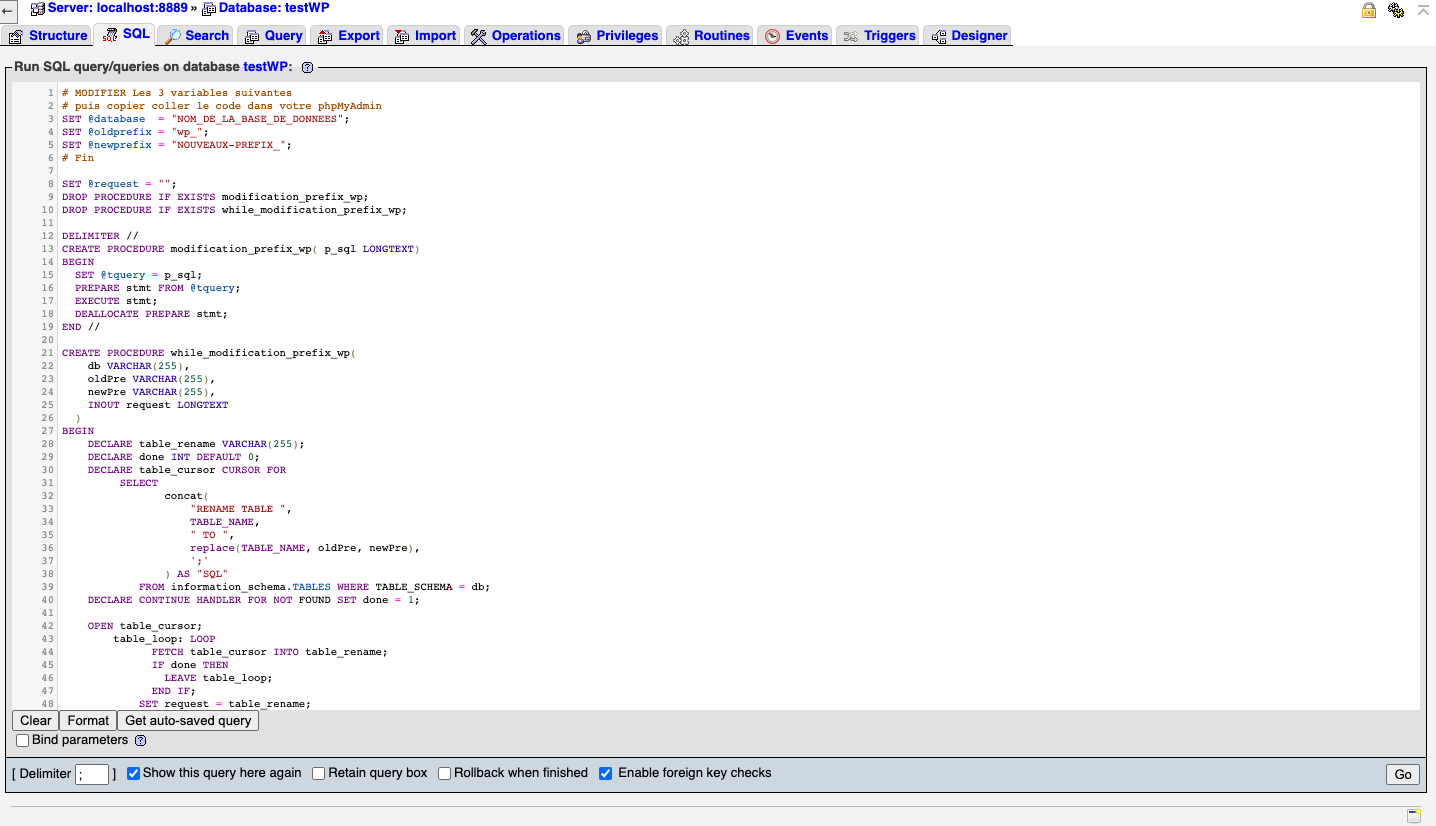 Server: localhost:8889 » Database: testWP
Structure SQL Search Query Export Import Operations Privileges Routines Events Triggers Designer
Run SQL query/queries on database testWP:
1 # MODIFIER Les 3 variables suivantes
2 # puis copier coller le code dans votre phpMyAdmin
3 SET @database  = "NOM_DE_LA_BASE_DE_DONNEES";
4 SET @oldprefix = "wp_";
5 SET @newprefix = "NOUVEAUX-PREFIX_";
6 # Fin
7
8 SET @request = "";
9 DROP PROCEDURE IF EXISTS modification_prefix_wp;
10 DROP PROCEDURE IF EXISTS while_modification_prefix_wp;
11
12 DELIMITER //
13 CREATE PROCEDURE modification_prefix_wp( p_sql LONGTEXT)
14 BEGIN
15   SET @tquery = p_sql;
16   PREPARE stmt FROM @tquery;
17   EXECUTE stmt;
18   DEALLOCATE PREPARE stmt;
19 END //
20
21 CREATE PROCEDURE while_modification_prefix_wp(
22     db VARCHAR(255),
23     oldPre VARCHAR(255),
24     newPre VARCHAR(255),
25     INOUT request LONGTEXT
26   )
27 BEGIN
28     DECLARE table_rename VARCHAR(255);
29     DECLARE done INT DEFAULT 0;
30     DECLARE table_cursor CURSOR FOR
31          SELECT
32                 concat(
33                     "RENAME TABLE ",
34                     TABLE_NAME,
35                     " TO ",
36                     replace(TABLE_NAME, oldPre, newPre),
37                     ';'
38                 ) AS "SQL"
39             FROM information_schema.TABLES WHERE TABLE_SCHEMA = db;
40     DECLARE CONTINUE HANDLER FOR NOT FOUND SET done = 1;
41
42     OPEN table_cursor;
43         table_loop: LOOP
44               FETCH table_cursor INTO table_rename;
45               IF done THEN
46                 LEAVE table_loop;
47               END IF;
48             SET request = table_rename;
Clear Format Get auto-saved query
Bind parameters
[ Delimiter ; ] Show this query here again Retain query box Rollback when finished Enable foreign key checks Go